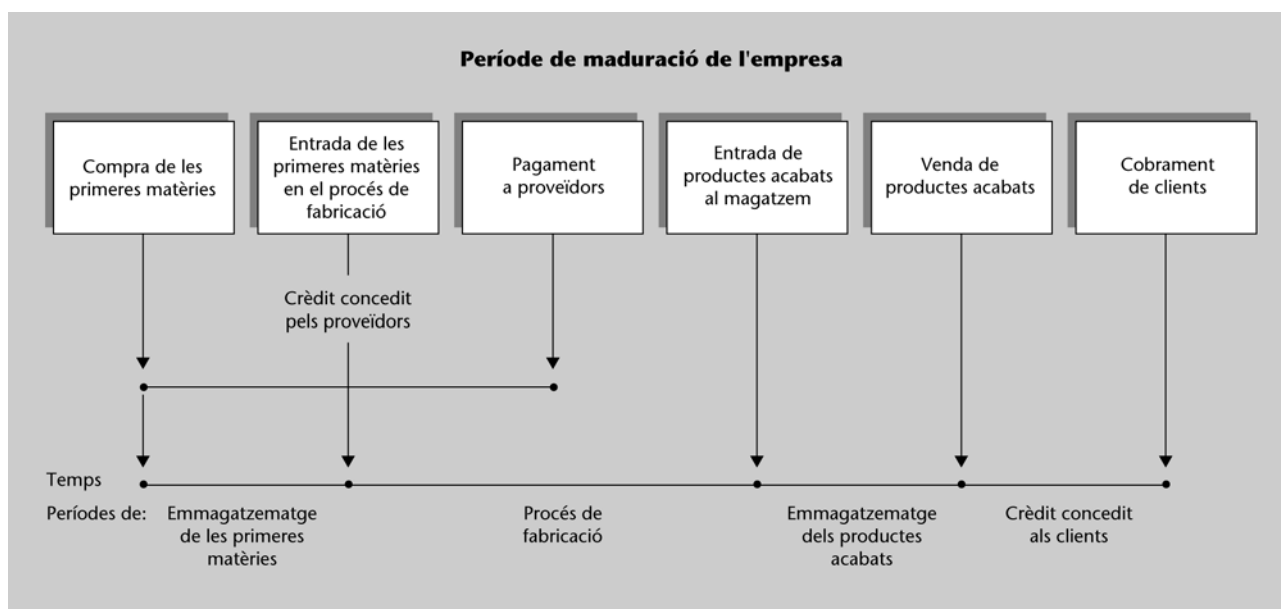 Període de maduració de l'empresa
Compra de les
primeres matèries
Entrada de les
primeres matèries
en el procés de
fabricació
Pagament
a proveïdors
Entrada de
productes acabats
al magatzem
Venda de
productes acabats
Cobrament
de clients
Crèdit concedit
pels proveïdors
Temps
Períodes de:
Emmagatzematge
de les primeres
matèries
Procés de
fabricació
Emmagatzematge
dels productes
acabats
Crèdit concedit
als clients